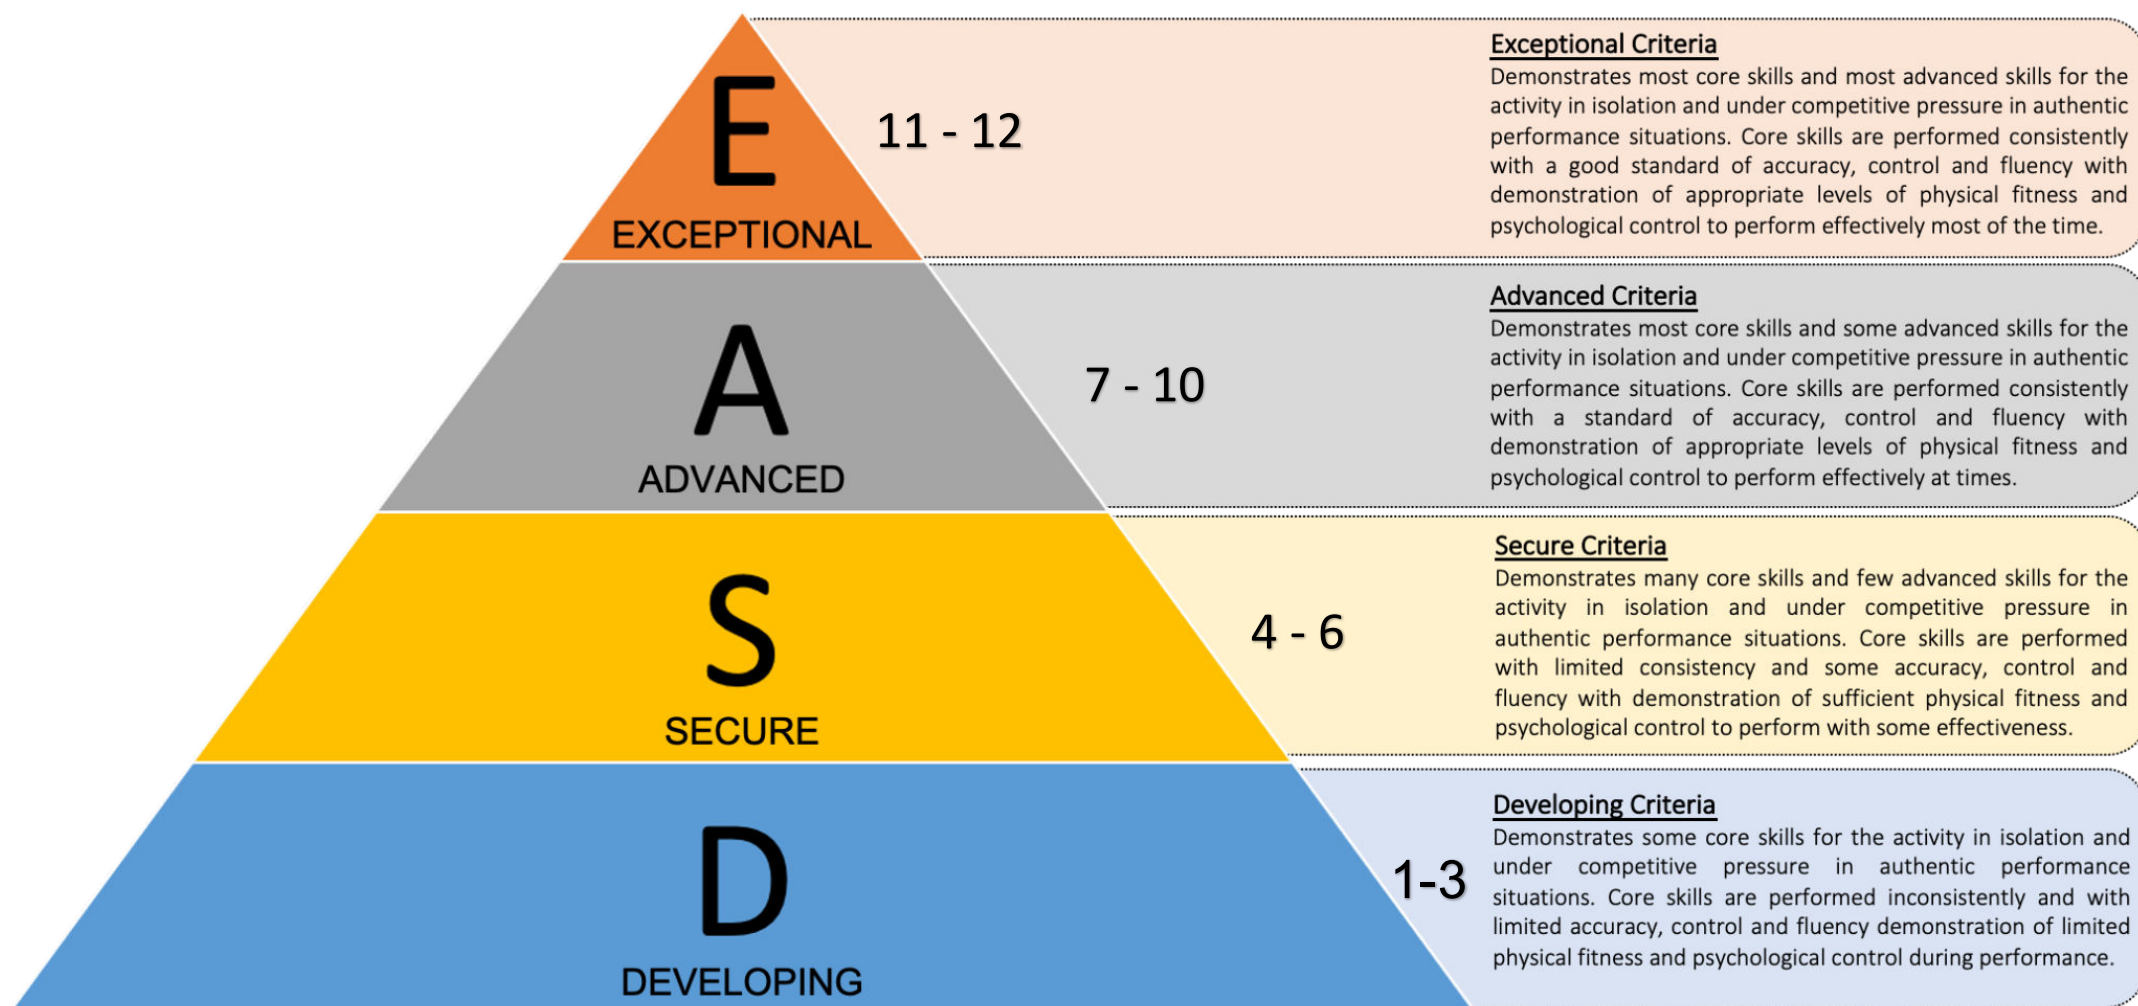 E
EXCEPTIONAL
11 - 12
Exceptional Criteria
Demonstrates most core skills and most advanced skills for the
activity in isolation and under competitive pressure in authentic
performance situations. Core skills are performed consistently
with a good standard of accuracy, control and fluency with
demonstration of appropriate levels of physical fitness and
psychological control to perform effectively most of the time.
A
ADVANCED
7 - 10
Advanced Criteria
Demonstrates most core skills and some advanced skills for the
activity in isolation and under competitive pressure in authentic
performance situations. Core skills are performed consistently
with a standard of accuracy, control and fluency with
demonstration of appropriate levels of physical fitness and
psychological control to perform effectively at times.
S
SECURE
4 - 6
Secure Criteria
Demonstrates many core skills and few advanced skills for the
activity in isolation and under competitive pressure in
authentic performance situations. Core skills are performed
with limited consistency and some accuracy, control and
fluency with demonstration of sufficient physical fitness and
psychological control to perform with some effectiveness.
D
DEVELOPING
1-3
Developing Criteria
Demonstrates some core skills for the activity in isolation and
under competitive pressure in authentic performance
situations. Core skills are performed inconsistently and with
limited accuracy, control and fluency demonstration of limited
physical fitness and psychological control during performance.